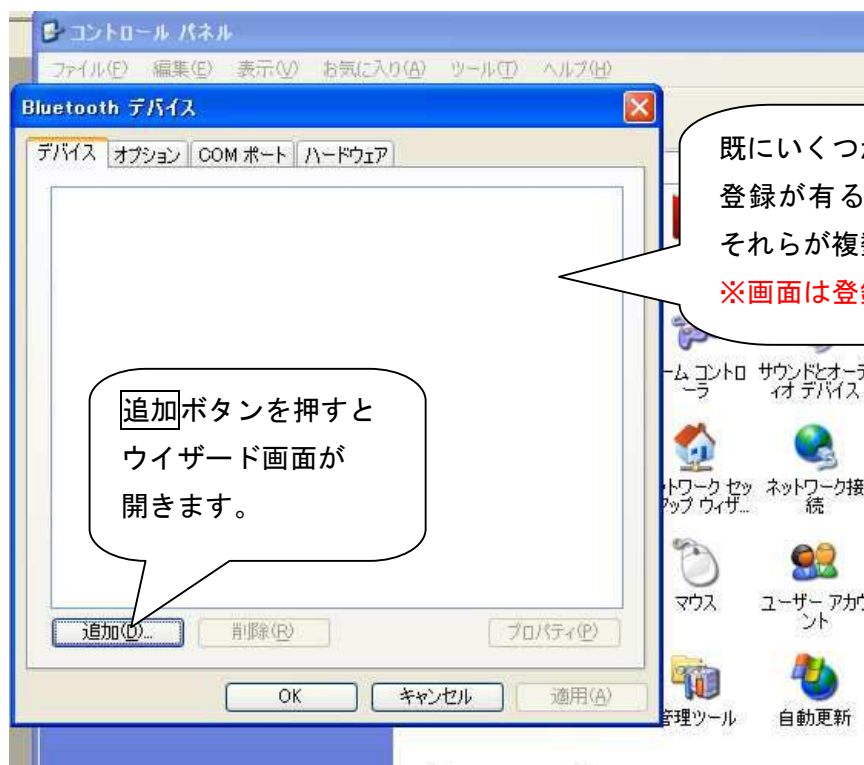 コントロール パネル
ファイル(F) 編集(E) 表示(V) お気に入り(A) ツール(T) ヘルプ(H)
Bluetooth デバイス
デバイス オプション COM ポート ハードウェア
既にいくつ
登録が有る
それらが複
※画面は登
追加ボタンを押すと
ウイザード画面が
開きます。
ーム コントロ
ーラ
サウンドとオーデ
ィオ デバイス
トワーク セッ
アップ ウィザ...
ネットワーク接
続
マウス
ユーザー アカウ
ント
追加(D)... 削除(R) プロパティ(P)
OK キャンセル 適用(A)
管理ツール
自動更新